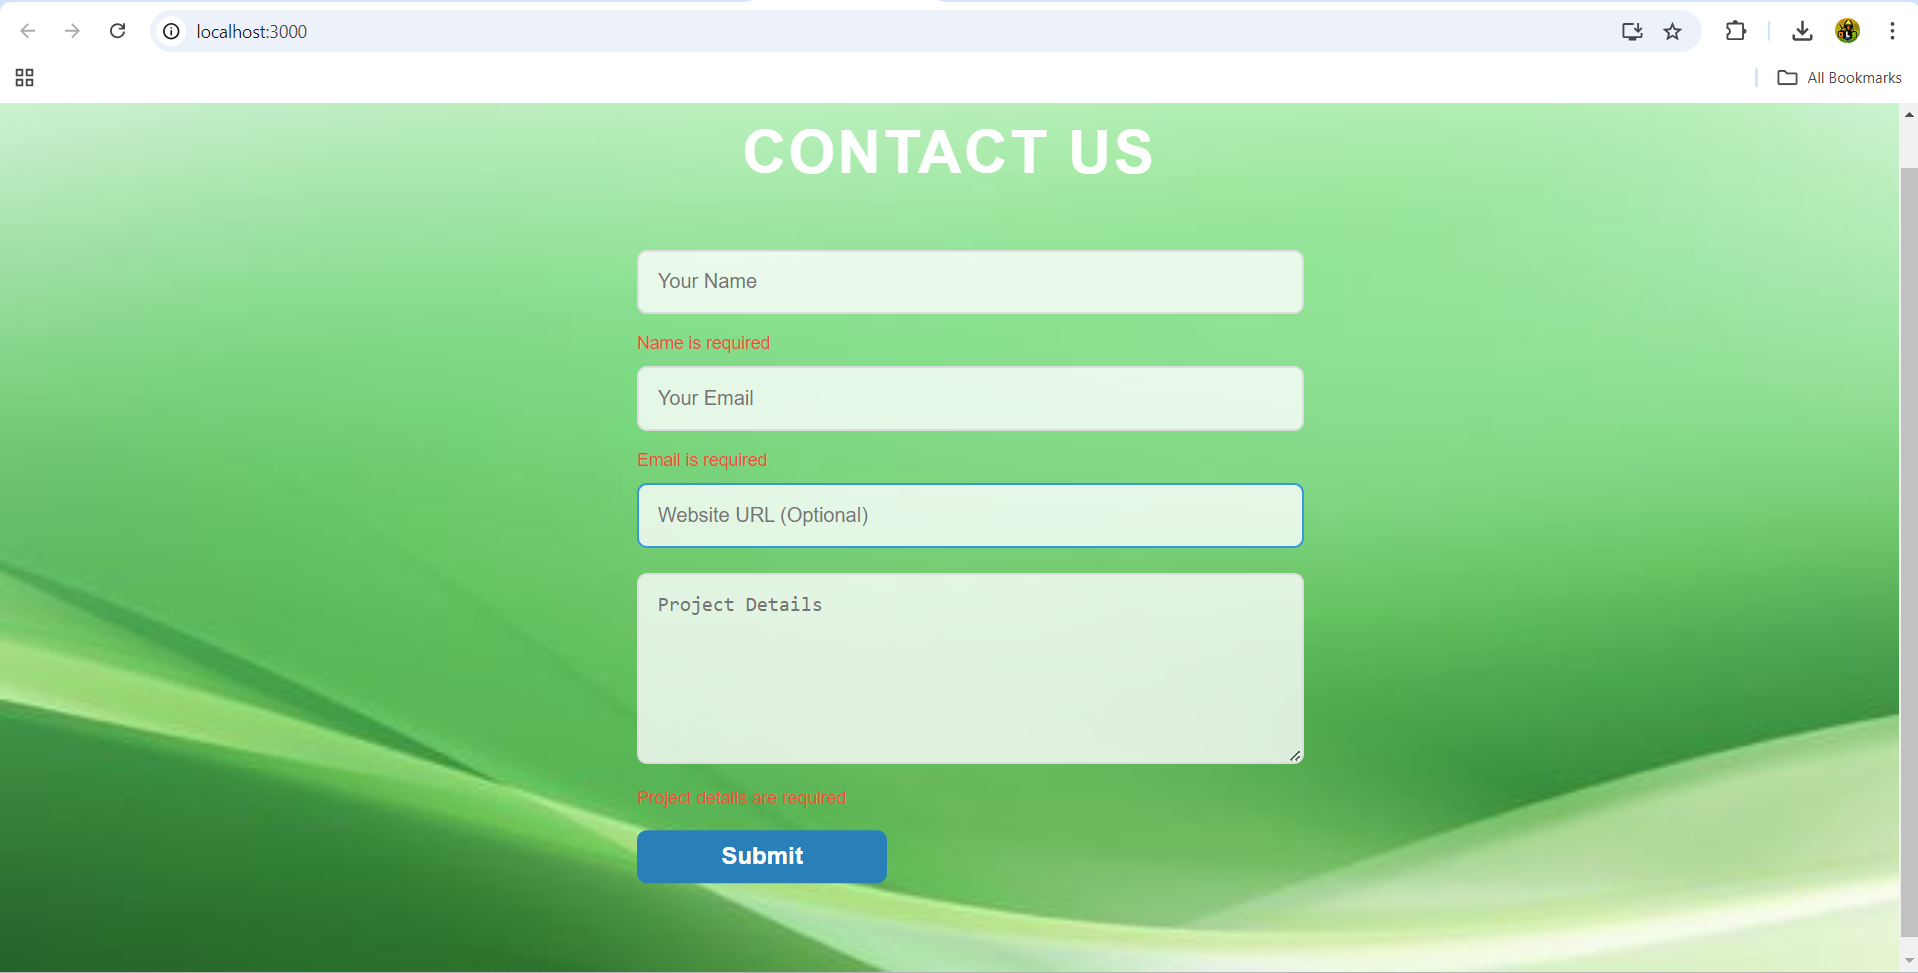 localhost:3000
All Bookmarks
CONTACT US
Your Name
Name is required
Your Email
Email is required
Website URL (Optional)
Project Details
Project details are required
Submit